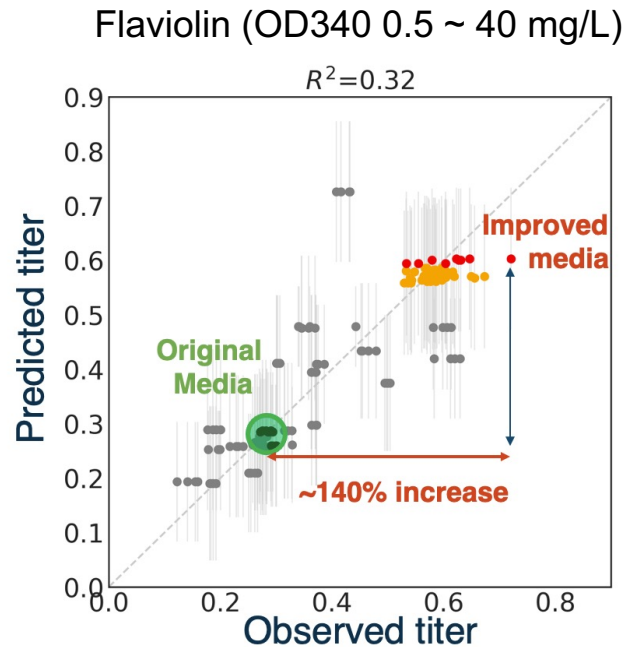 Flaviolin (OD340 0.5 ~ 40 mg/L)
R²=0.32
Predicted titer
0.9
0.8
0.7
0.6
0.5
0.4
0.3
0.2
0.1
0.0
Improved
media
Original
Media
~140% increase
0.0
0.2
0.4
0.6
0.8
Observed titer